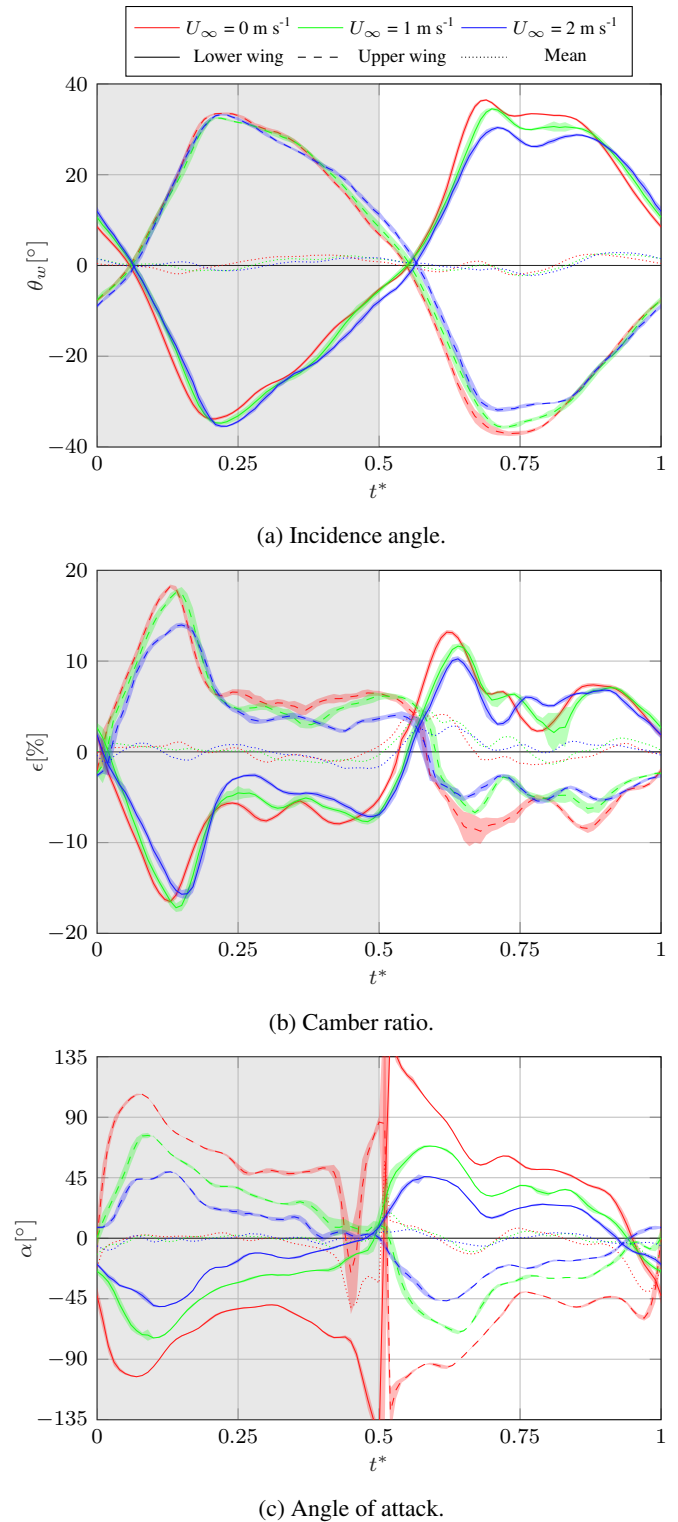 U∞ = 0 m s-1 U∞ = 1 m s-1 U∞ = 2 m s-1
Lower wing Upper wing Mean
40
20
0
−20
−40
θw[°]
0 0.25 0.5 0.75 1
t*
(a) Incidence angle.
20
10
0
−10
−20
ϵ[%]
0 0.25 0.5 0.75 1
t*
(b) Camber ratio.
135
90
45
0
−45
−90
−135
α[°]
0 0.25 0.5 0.75 1
t*
(c) Angle of attack.